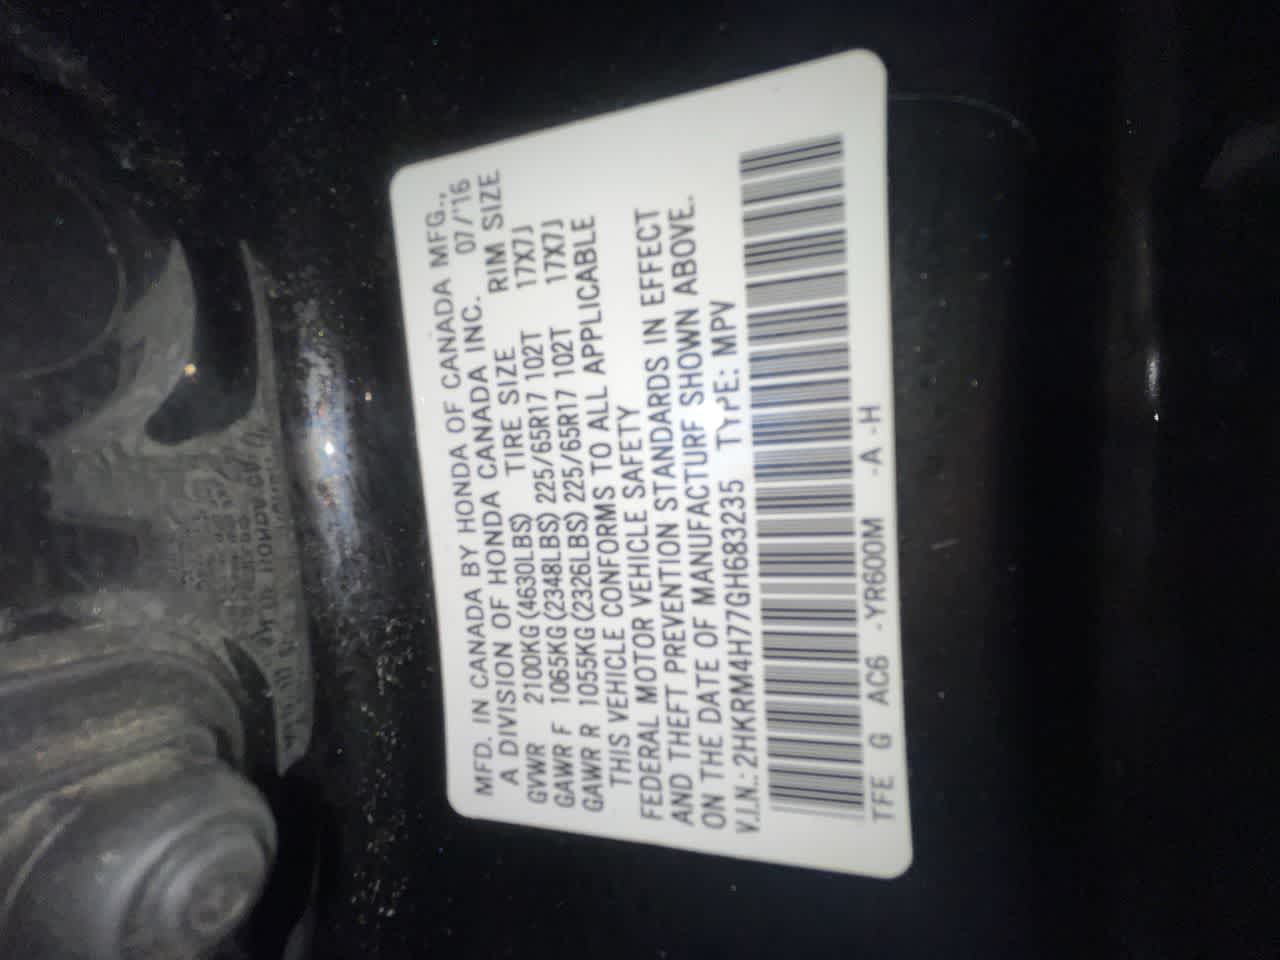 MFD. IN CANADA BY HONDA OF CANADA MFG.,
A DIVISION OF HONDA CANADA INC. 07/'16
GVWR 2100KG (4630LBS) TIRE SIZE RIM SIZE
GAWR F 1065KG (2348LBS) 225/65R17 102T 17X7J
GAWR R 1055KG (2326LBS) 225/65R17 102T 17X7J
THIS VEHICLE CONFORMS TO ALL APPLICABLE
FEDERAL MOTOR VEHICLE SAFETY
AND THEFT PREVENTION STANDARDS IN EFFECT
ON THE DATE OF MANUFACTURF SHOWN ABOVE.
V.I.N.: 2HKRM4H77GH683235 TYPE: MPV
TFE G AC6 -YR600M -A -H